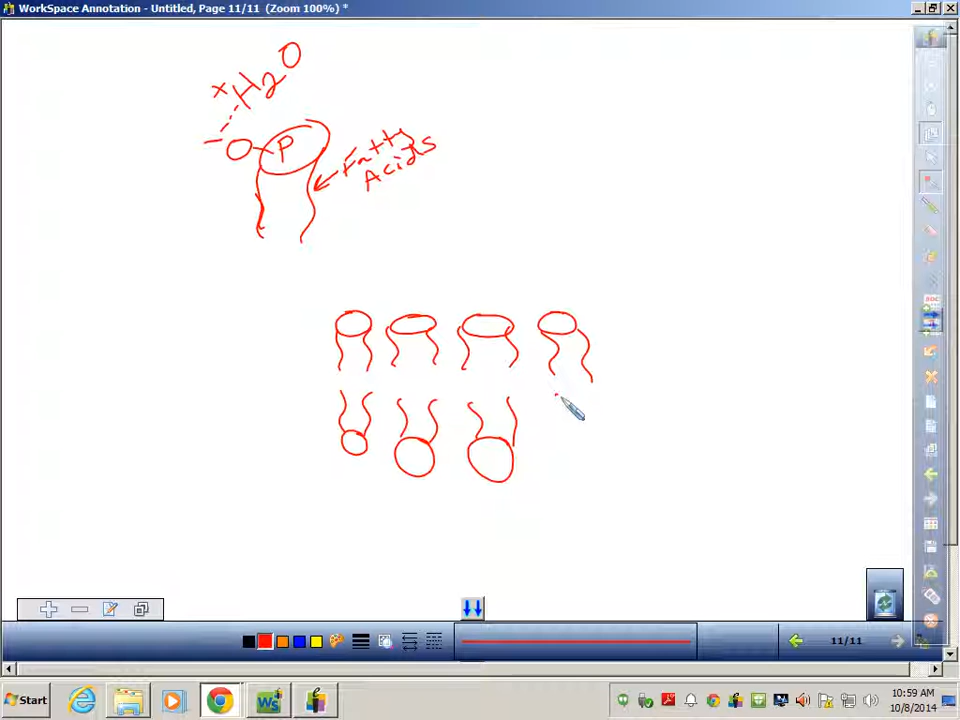 WorkSpace Annotation - Untitled, Page 11/11 (Zoom 100%) *
+H2O
-O-P
Fatty
Acids
11/11
Start
10:59 AM
10/8/2014